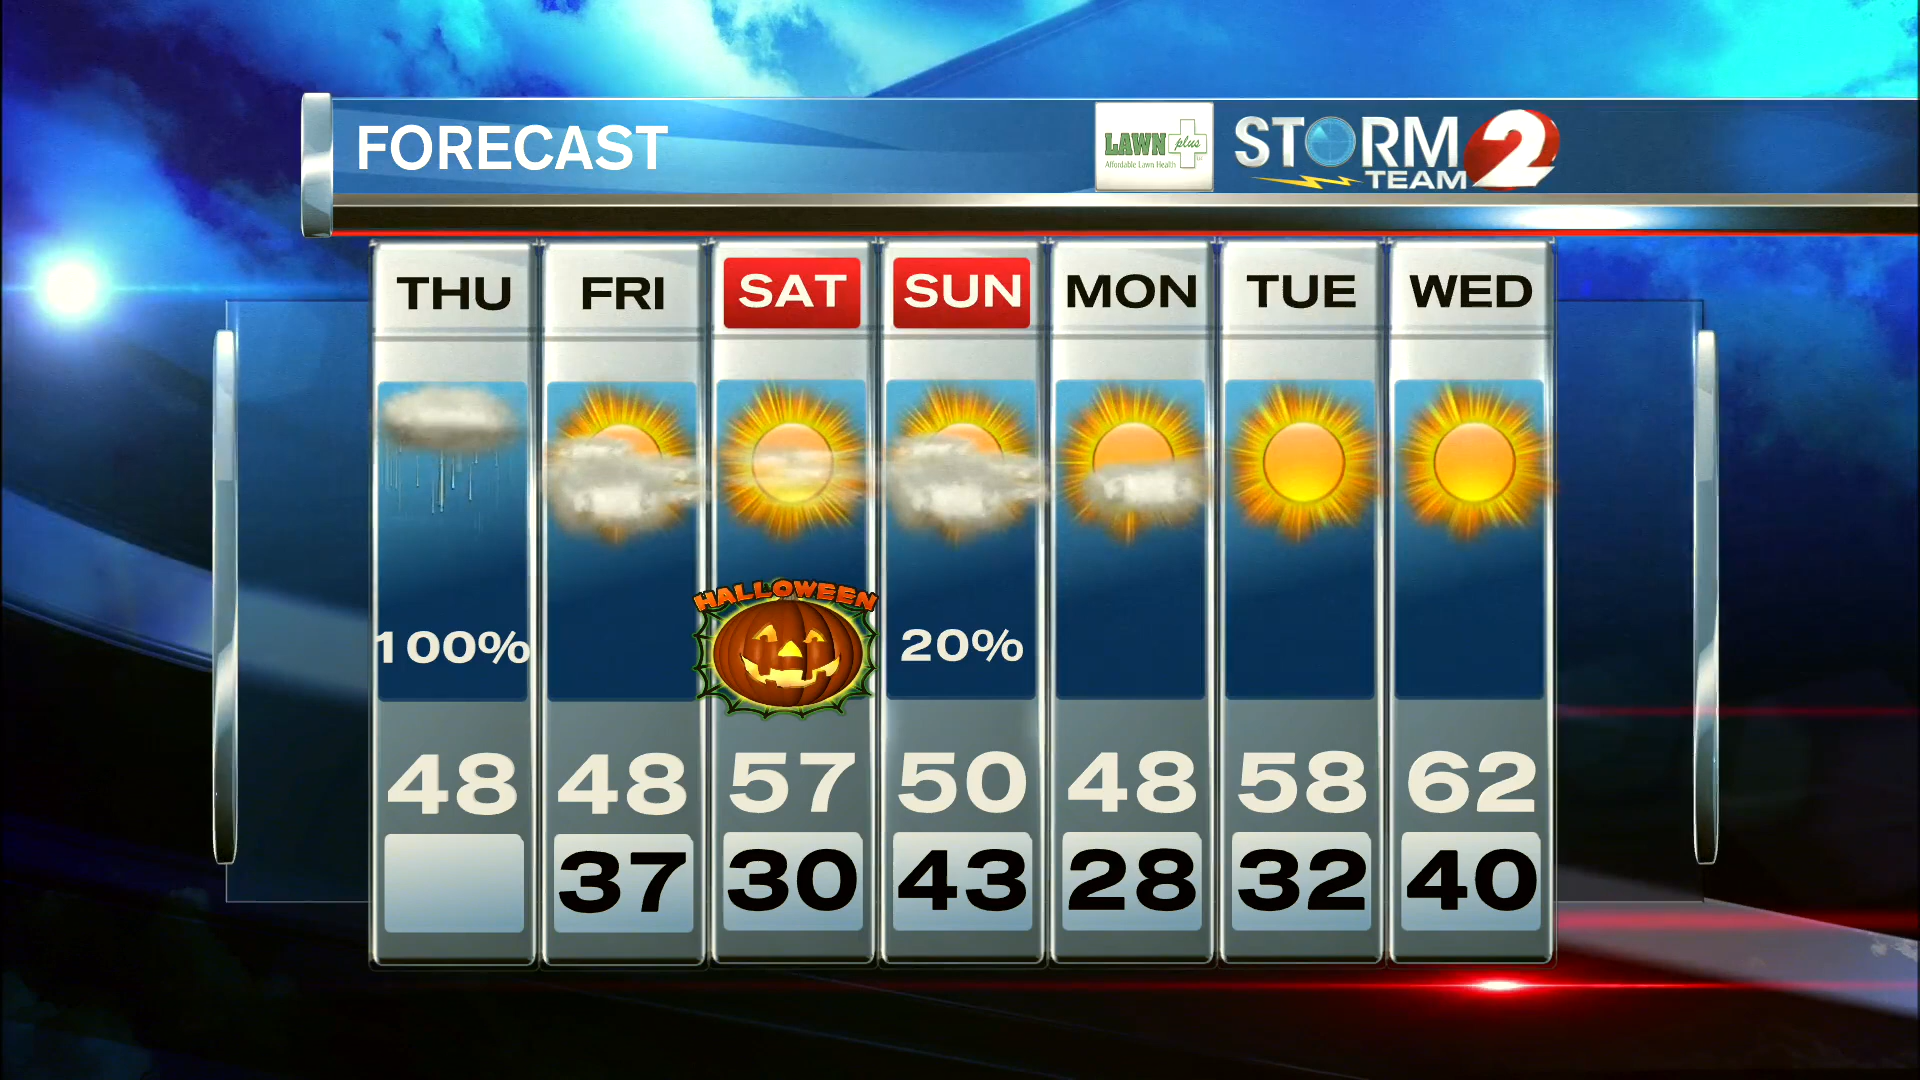 FORECAST
LAWN plus
Affordable Lawn Health
STORM 2
TEAM
THU FRI SAT SUN MON TUE WED
HALLOWEEN
100% 20%
48 48 57 50 48 58 62
37 30 43 28 32 40